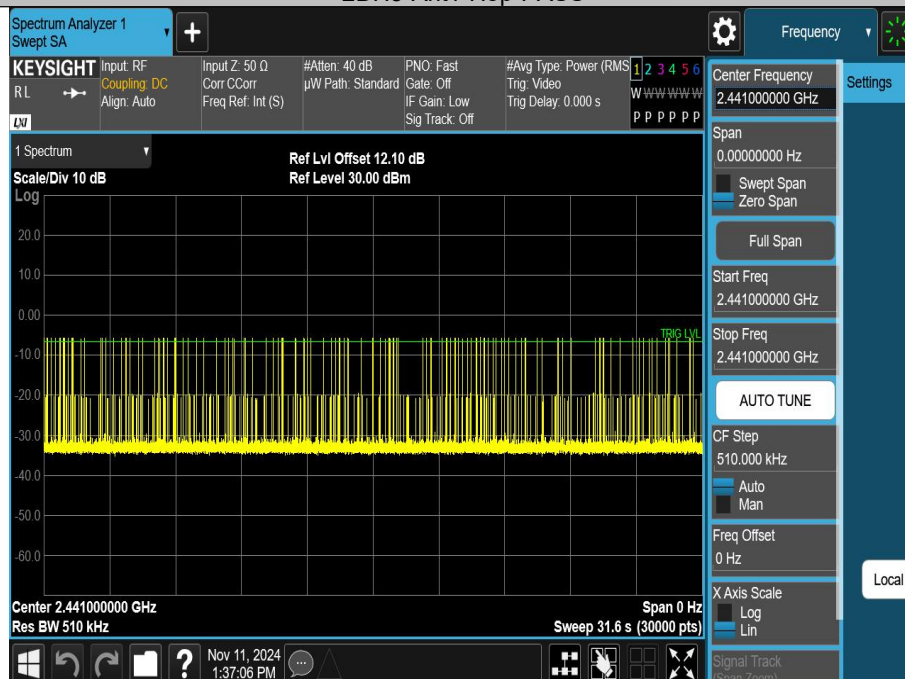 Spectrum Analyzer 1
Swept SA
Frequency
KEYSIGHT
RL
LXI
Input: RF
Coupling: DC
Align: Auto
Input Z: 50 Ω
Corr CCorr
Freq Ref: Int (S)
#Atten: 40 dB
µW Path: Standard
PNO: Fast
Gate: Off
IF Gain: Low
Sig Track: Off
#Avg Type: Power (RMS
Trig: Video
Trig Delay: 0.000 s
1 2 3 4 5 6
W W W W W W
P P P P P P
1 Spectrum
Scale/Div 10 dB
Ref Lvl Offset 12.10 dB
Ref Level 30.00 dBm
Log
20.0
10.0
0.00
TRIG LVL
-10.0
-20.0
-30.0
-40.0
-50.0
-60.0
Center 2.441000000 GHz
Span 0 Hz
Res BW 510 kHz
Sweep 31.6 s (30000 pts)
Center Frequency
2.441000000 GHz
Settings
Span
0.00000000 Hz
Swept Span
Zero Span
Full Span
Start Freq
2.441000000 GHz
Stop Freq
2.441000000 GHz
AUTO TUNE
CF Step
510.000 kHz
Auto
Man
Freq Offset
0 Hz
Local
X Axis Scale
Log
Lin
Signal Track
(Span Zoom)
?
Nov 11, 2024
1:37:06 PM